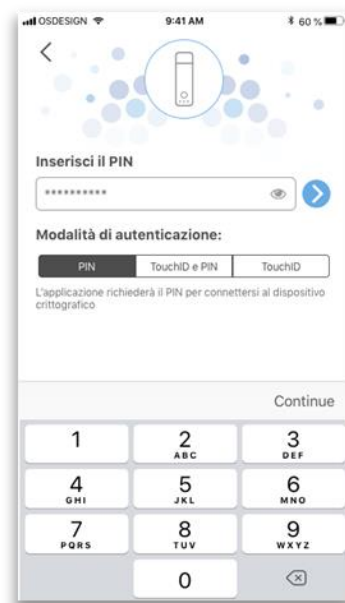 OSDESIGN 9:41 AM 60 %
Inserisci il PIN
**********
Modalità di autenticazione:
PIN TouchID e PIN TouchID
L'applicazione richiederà il PIN per connettersi al dispositivo
crittografico
Continue
1 2 3
ABC DEF
4 5 6
GHI JKL MNO
7 8 9
PQRS TUV WXYZ
0